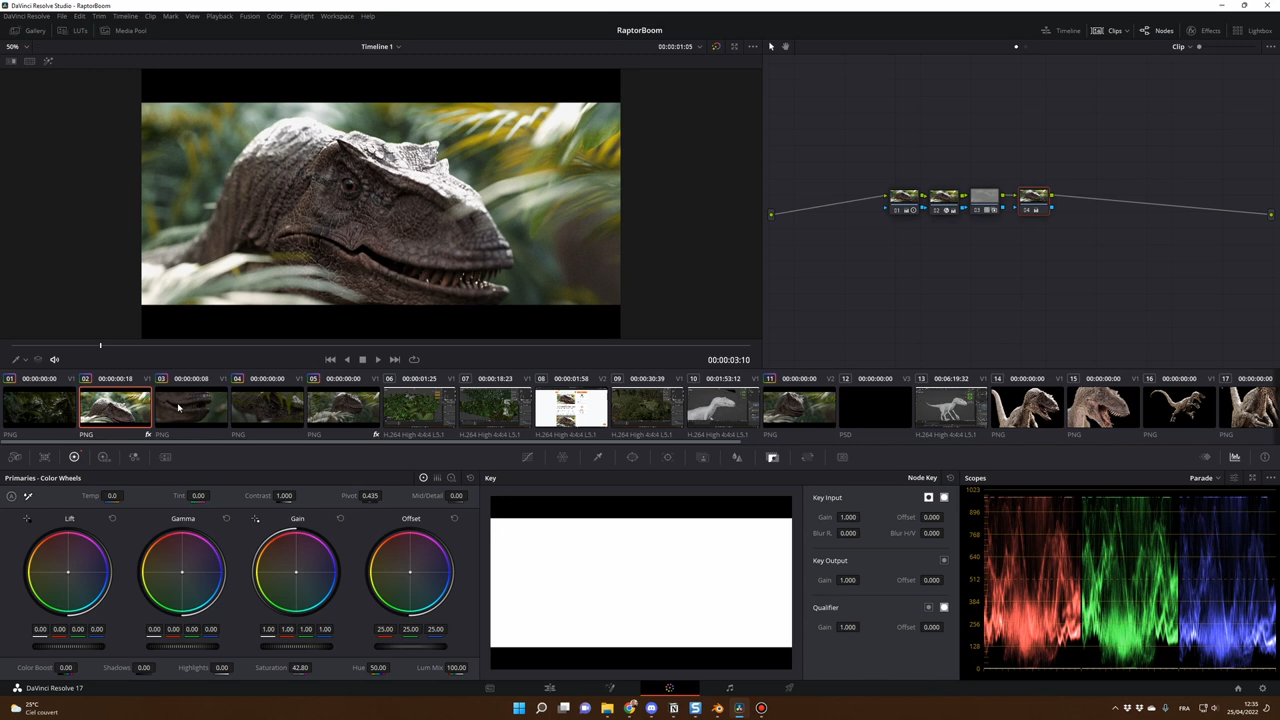 DaVinci Resolve Studio - RaptorBoom
DaVinci Resolve File Edit Trim Timeline Clip Mark View Playback Fusion Color Fairlight Workspace Help
Gallery LUTs Media Pool RaptorBoom Timeline Clips Nodes Effects Lightbox
50% Timeline 1 00:00:01:05 Clip
01 02 03 04
00:00:03:10
01 00:00:00:00 V1 02 00:00:00:18 V1 03 00:00:00:08 V1 04 00:00:00:00 V1 05 00:00:00:00 V1 06 00:00:01:25 V1 07 00:00:18:23 V1 08 00:00:01:58 V1 09 00:00:30:39 V1 10 00:01:53:12 V1 11 00:00:00:00 V2 12 00:00:00:00 V1 13 00:06:19:32 V1 14 00:00:00:00 V1 15 00:00:00:00 V1 16 00:00:00:00 V1 17 00:00:00:00 V1
PNG PNG fx PNG PNG PNG fx H.264 High 4:4:4 L5.1 H.264 High 4:4:4 L5.1 H.264 High 4:4:4 L5.1 H.264 High 4:4:4 L5.1 H.264 High 4:4:4 L5.1 PNG PSD H.264 High 4:4:4 L5.1 PNG PNG PNG PNG
Primaries - Color Wheels Key Node Key Scopes
Temp 0.0 Tint 0.00 Contrast 1.000 Pivot 0.435 Mid/Detail 0.00 Key Input Parade
Lift Gamma Gain Offset
Gain 1.000 Offset 0.000
Blur R. 0.000 Blur H/V 0.000
Key Output
Gain 1.000 Offset 0.000
Qualifier
Gain 1.000 Offset 0.000
0.00 0.00 0.00 0.00 0.00 0.00 0.00 0.00 1.00 1.00 1.00 1.00 25.00 25.00 25.00
Color Boost 0.00 Shadows 0.00 Highlights 0.00 Saturation 42.80 Hue 50.00 Lum Mix 100.00
1023
896
768
640
512
384
256
128
0
DaVinci Resolve 17
25°C
Ciel couvert
FRA
12:35
25/04/2022